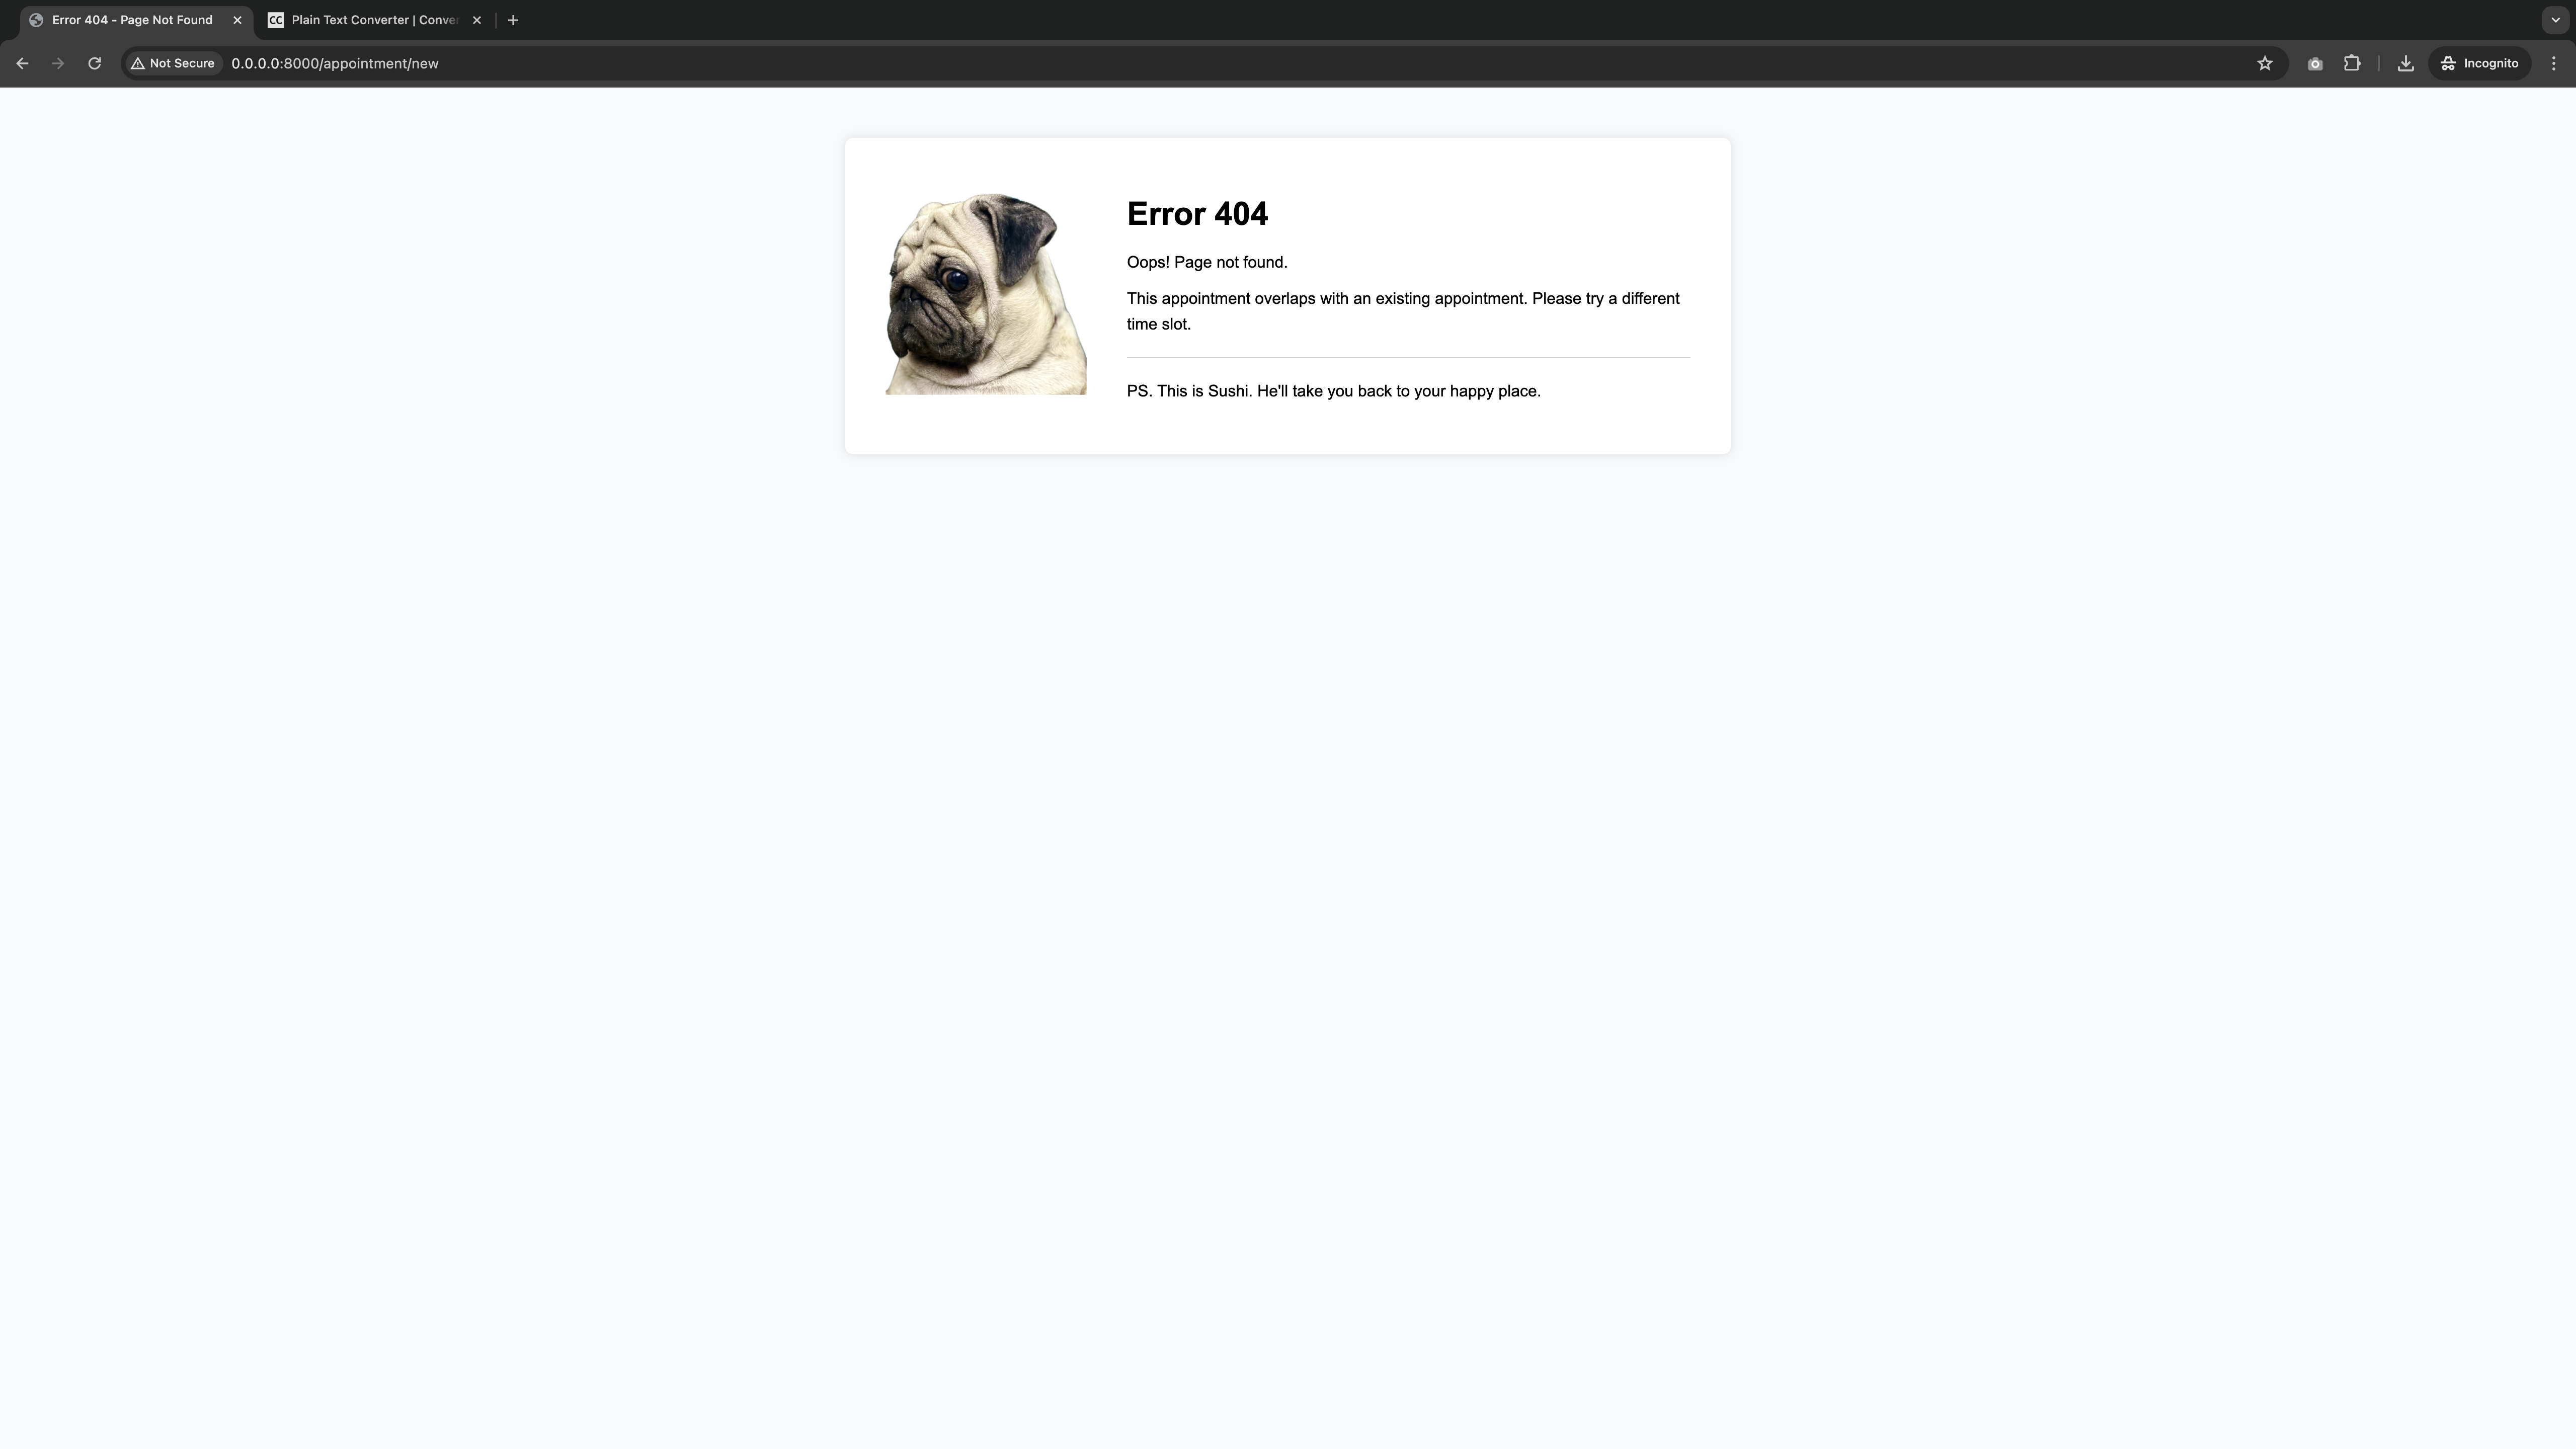 Error 404 - Page Not Found
CC Plain Text Converter | Conver
Not Secure 0.0.0.0:8000/appointment/new
Incognito
Error 404
Oops! Page not found.
This appointment overlaps with an existing appointment. Please try a different
time slot.
PS. This is Sushi. He'll take you back to your happy place.